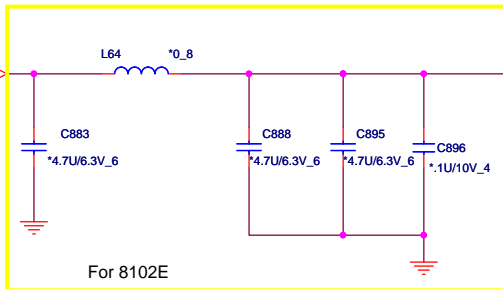 L64 *0_8
C883
*4.7U/6.3V_6
C888
*4.7U/6.3V_6
C895
*4.7U/6.3V_6
C896
*.1U/10V_4
For 8102E